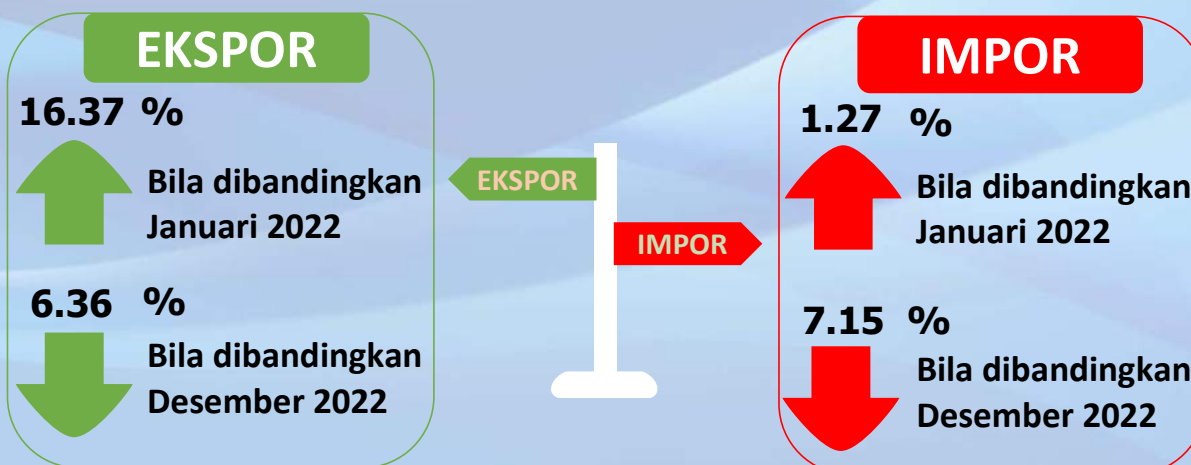 EKSPOR
16.37 %
Bila dibandingkan
Januari 2022
6.36 %
Bila dibandingkan
Desember 2022
EKSPOR
IMPOR
IMPOR
1.27 %
Bila dibandingkan
Januari 2022
7.15 %
Bila dibandingkan
Desember 2022